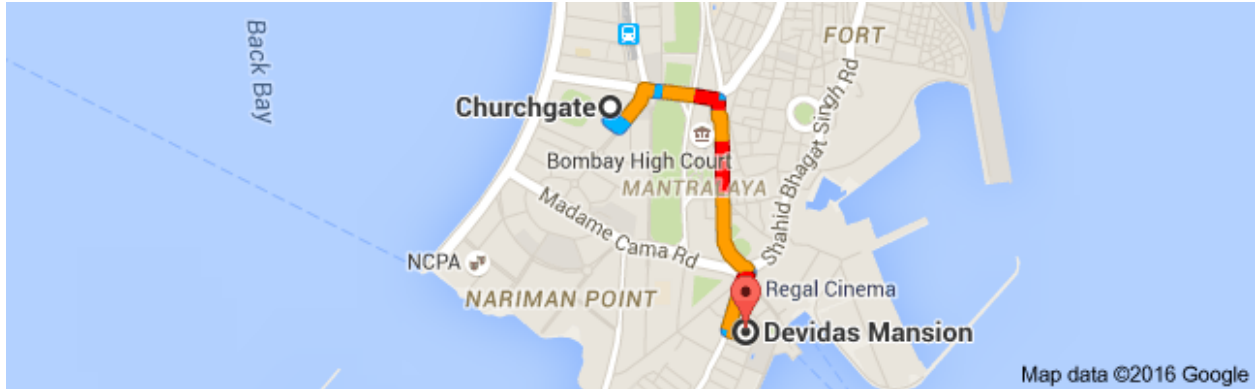 Back Bay
FORT
Churchgate
Shahid Bhagat Singh Rd
Bombay High Court
MANTRALAYA
Madame Cama Rd
NCPA
NARIMAN POINT
Regal Cinema
Devidas Mansion
Map data ©2016 Google